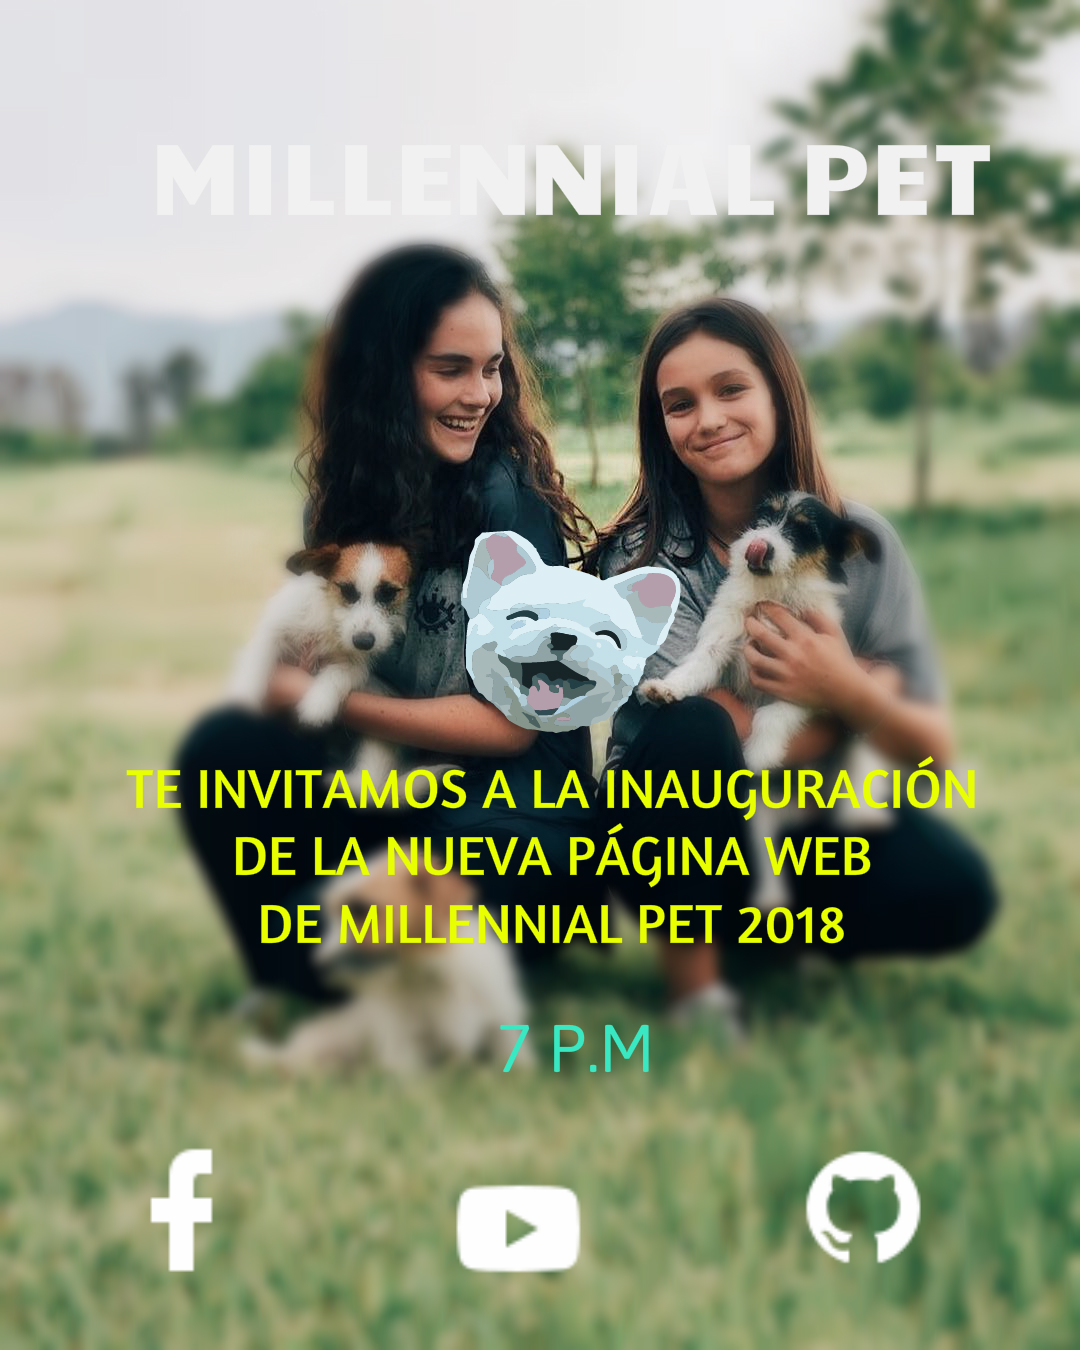 MILLENNIAL PET
TE INVITAMOS A LA INAUGURACIÓN
DE LA NUEVA PÁGINA WEB
DE MILLENNIAL PET 2018
7 P.M